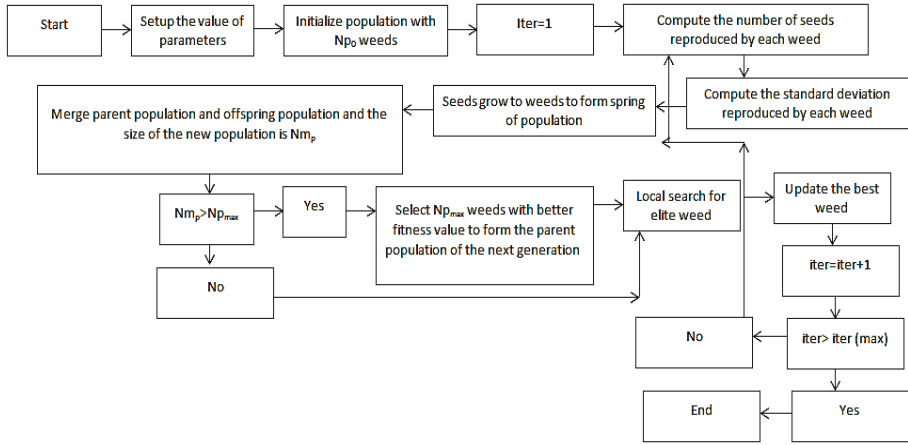 Start
Setup the value of
parameters
Initialize population with
Np₀ weeds
Iter=1
Compute the number of seeds
reproduced by each weed
Compute the standard deviation
reproduced by each weed
Seeds grow to weeds to form spring
of population
Merge parent population and offspring population and the
size of the new population is Nmₚ
Nmₚ>Npₘₐₓ
Yes
Select Npₘₐₓ weeds with better
fitness value to form the parent
population of the next generation
Local search for
elite weed
Update the best
weed
No
iter=iter+1
iter> iter (max)
No
Yes
End